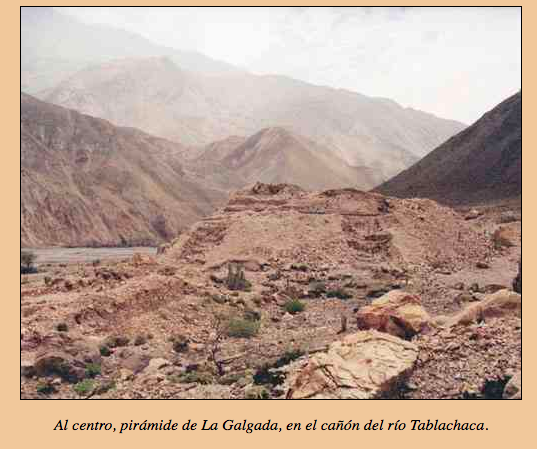 Al centro, pirámide de La Galgada, en el cañón del río Tablachaca.